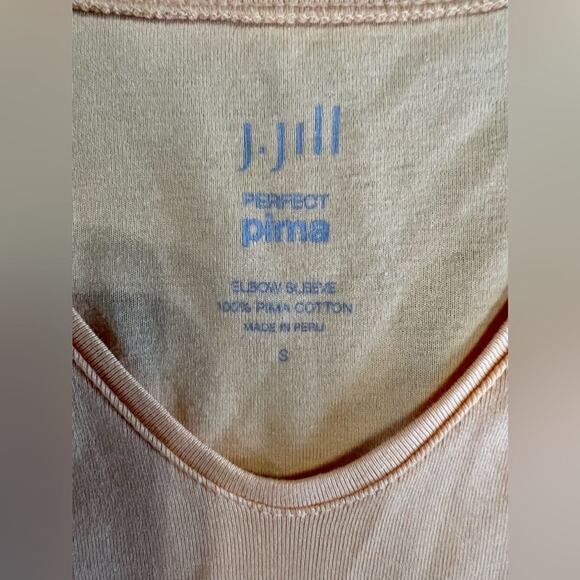 J.Jill
PERFECT
pima
ELBOW SLEEVE
100% PIMA COTTON
MADE IN PERU
S